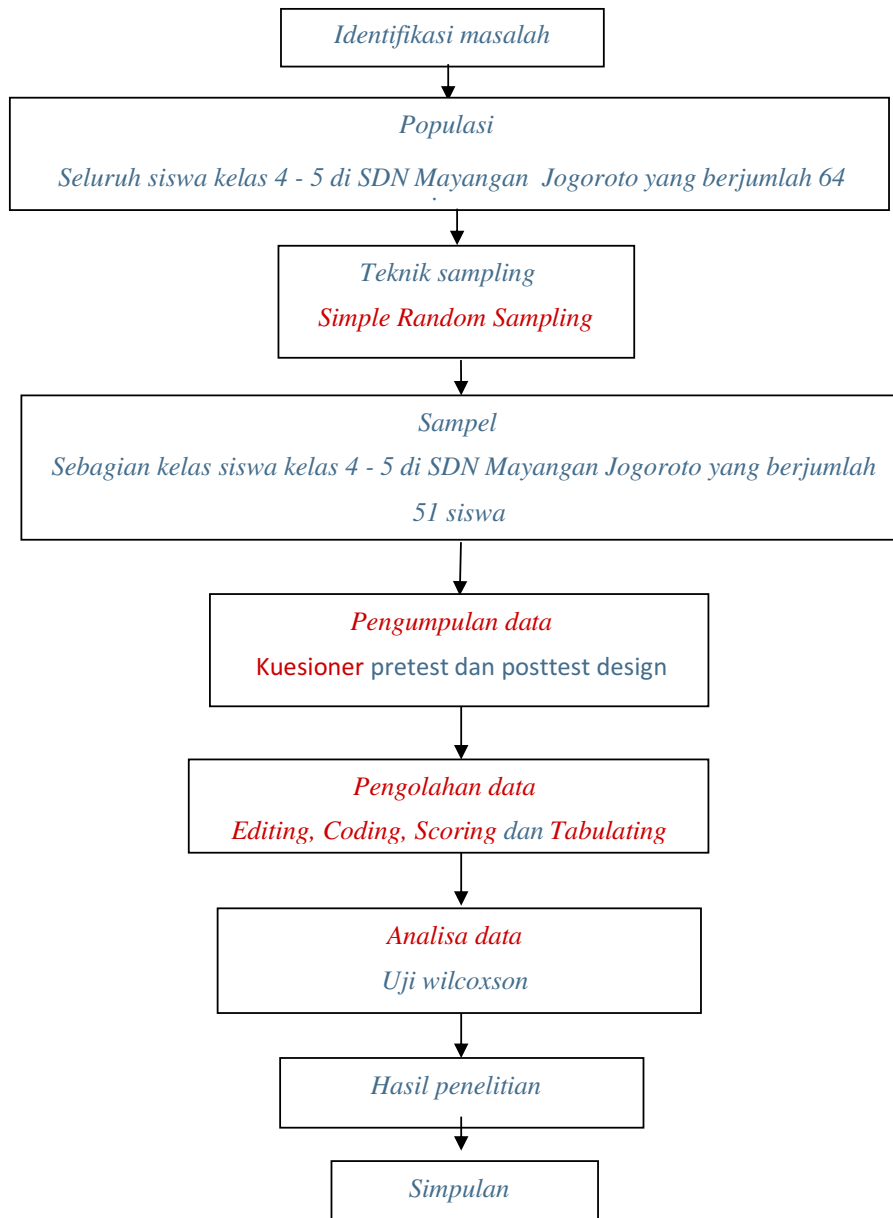 Identifikasi masalah
Populasi
Seluruh siswa kelas 4 - 5 di SDN Mayangan Jogoroto yang berjumlah 64
Teknik sampling
Simple Random Sampling
Sampel
Sebagian kelas siswa kelas 4 - 5 di SDN Mayangan Jogoroto yang berjumlah
51 siswa
Pengumpulan data
Kuesioner pretest dan posttest design
Pengolahan data
Editing, Coding, Scoring dan Tabulating
Analisa data
Uji wilcoxson
Hasil penelitian
Simpulan